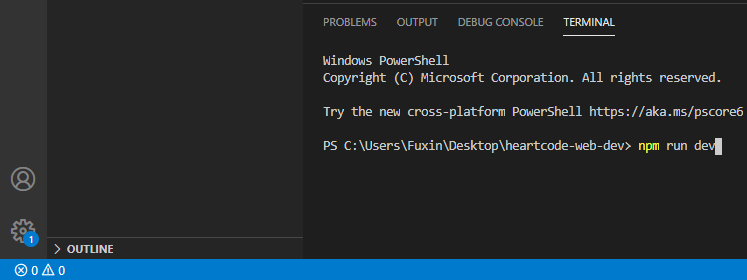 PROBLEMS OUTPUT DEBUG CONSOLE TERMINAL
Windows PowerShell
Copyright (C) Microsoft Corporation. All rights reserved.
Try the new cross-platform PowerShell https://aka.ms/pscore6
PS C:\Users\Fuxin\Desktop\heartcode-web-dev> npm run dev
1
OUTLINE
0 0